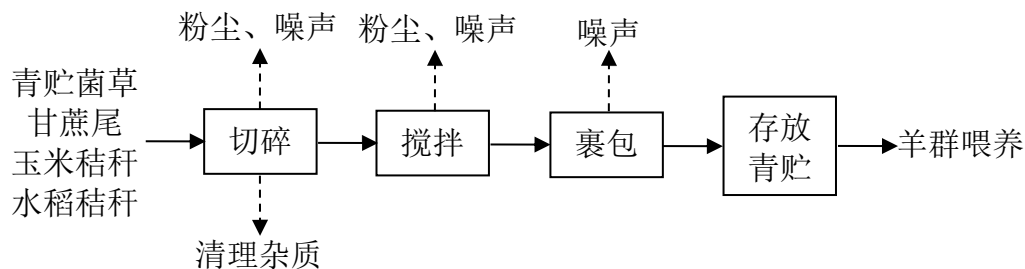 粉尘、噪声
粉尘、噪声
噪声
青贮菌草
甘蔗尾
玉米秸秆
水稻秸秆
切碎
搅拌
裹包
存放
青贮
羊群喂养
清理杂质